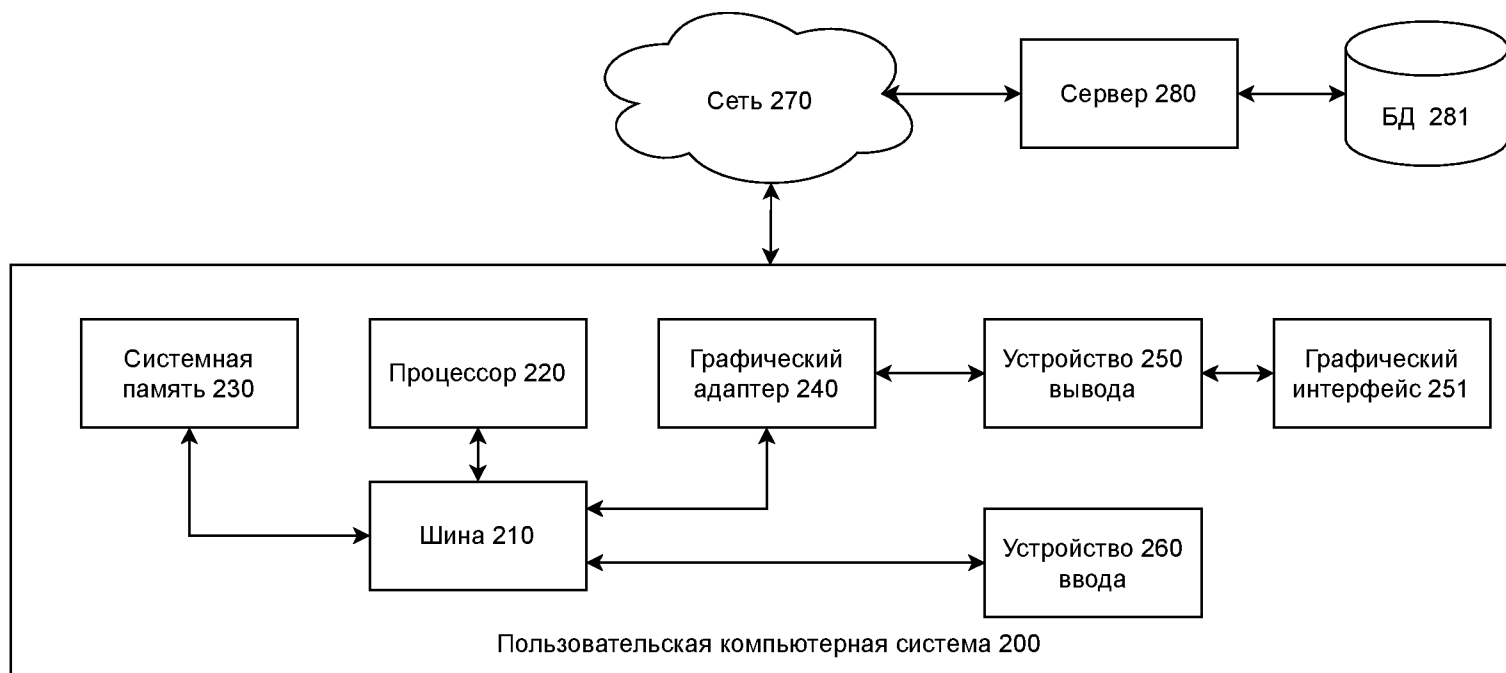 Сеть 270
Сервер 280
БД 281
Системная
память 230
Процессор 220
Графический
адаптер 240
Устройство 250
вывода
Графический
интерфейс 251
Шина 210
Устройство 260
ввода
Пользовательская компьютерная система 200